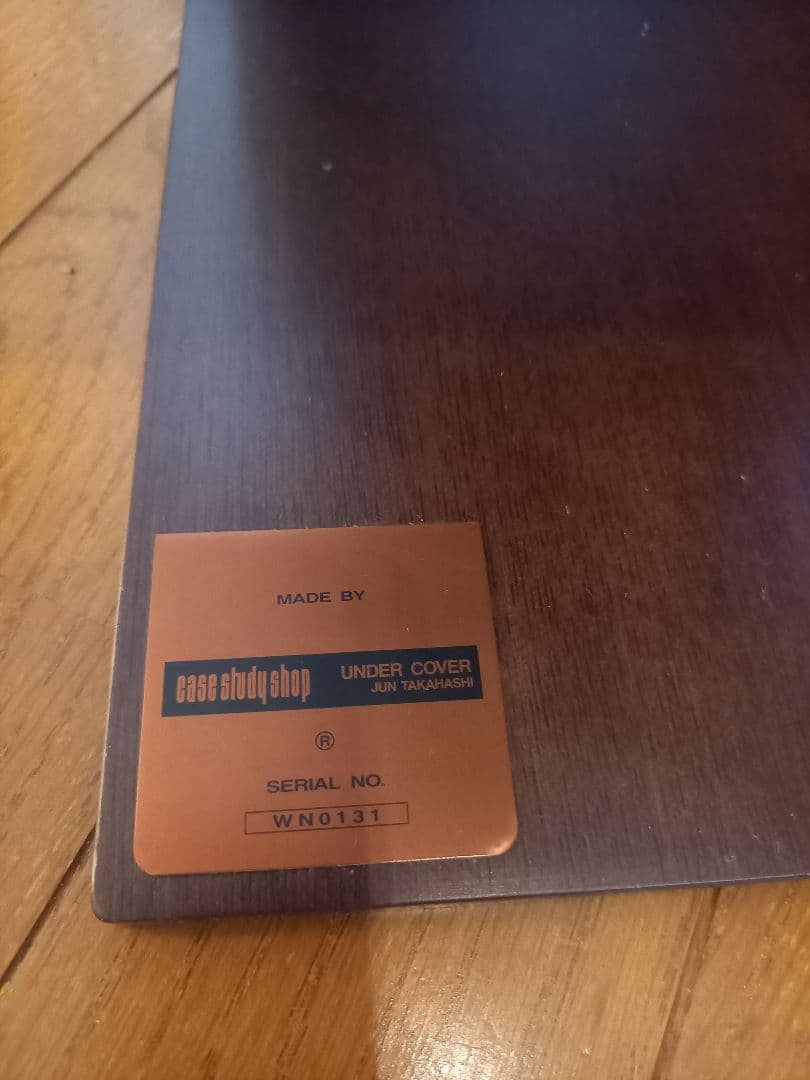 MADE BY
case study shop UNDER COVER
JUN TAKAHASHI
®
SERIAL NO.
WN0131